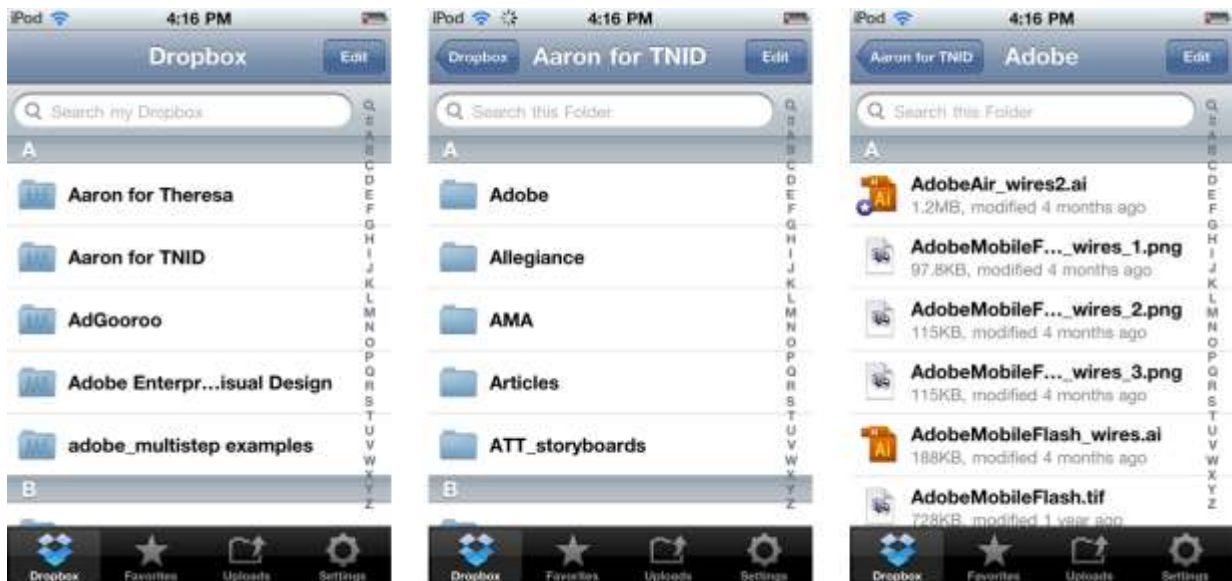 iPod 4:16 PM
Dropbox
Edit
Search my Dropbox
A
Aaron for Theresa
Aaron for TNID
AdGooroo
Adobe Enterpr...isual Design
adobe_multistep examples
B
Dropbox Favorites Uploads Settings
Q
#
A
B
C
D
E
F
G
H
I
J
K
L
M
N
O
P
Q
R
S
T
U
V
W
X
Y
Z
iPod 4:16 PM
Dropbox
Aaron for TNID
Edit
Search this Folder
A
Adobe
Allegiance
AMA
Articles
ATT_storyboards
B
Dropbox Favorites Uploads Settings
#
A
B
C
D
E
F
G
H
I
J
K
L
M
N
O
P
Q
R
S
T
U
V
W
X
Y
Z
iPod 4:16 PM
Aaron for TNID
Adobe
Edit
Search this Folder
A
AdobeAir_wires2.ai
1.2MB, modified 4 months ago
AdobeMobileF..._wires_1.png
97.8KB, modified 4 months ago
AdobeMobileF..._wires_2.png
115KB, modified 4 months ago
AdobeMobileF..._wires_3.png
115KB, modified 4 months ago
AdobeMobileFlash_wires.ai
188KB, modified 4 months ago
AdobeMobileFlash.tif
728KB, modified 1 year ago
Dropbox Favorites Uploads Settings
#
A
B
C
D
E
F
G
H
I
J
K
L
M
N
O
P
Q
R
S
T
U
V
W
X
Y
Z